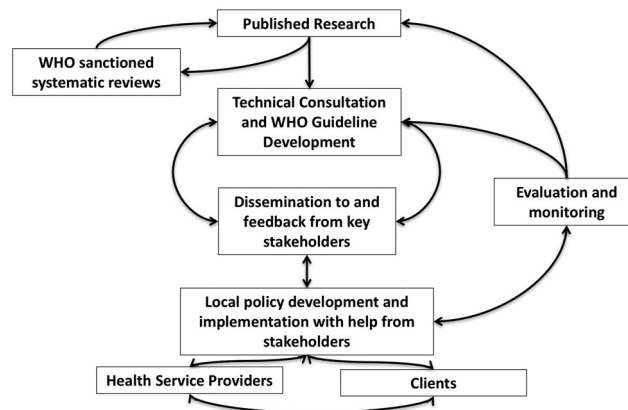 Published Research
WHO sanctioned
systematic reviews
Technical Consultation
and WHO Guideline
Development
Evaluation and
monitoring
Dissemination to and
feedback from key
stakeholders
Local policy development and
implementation with help from
stakeholders
Health Service Providers
Clients